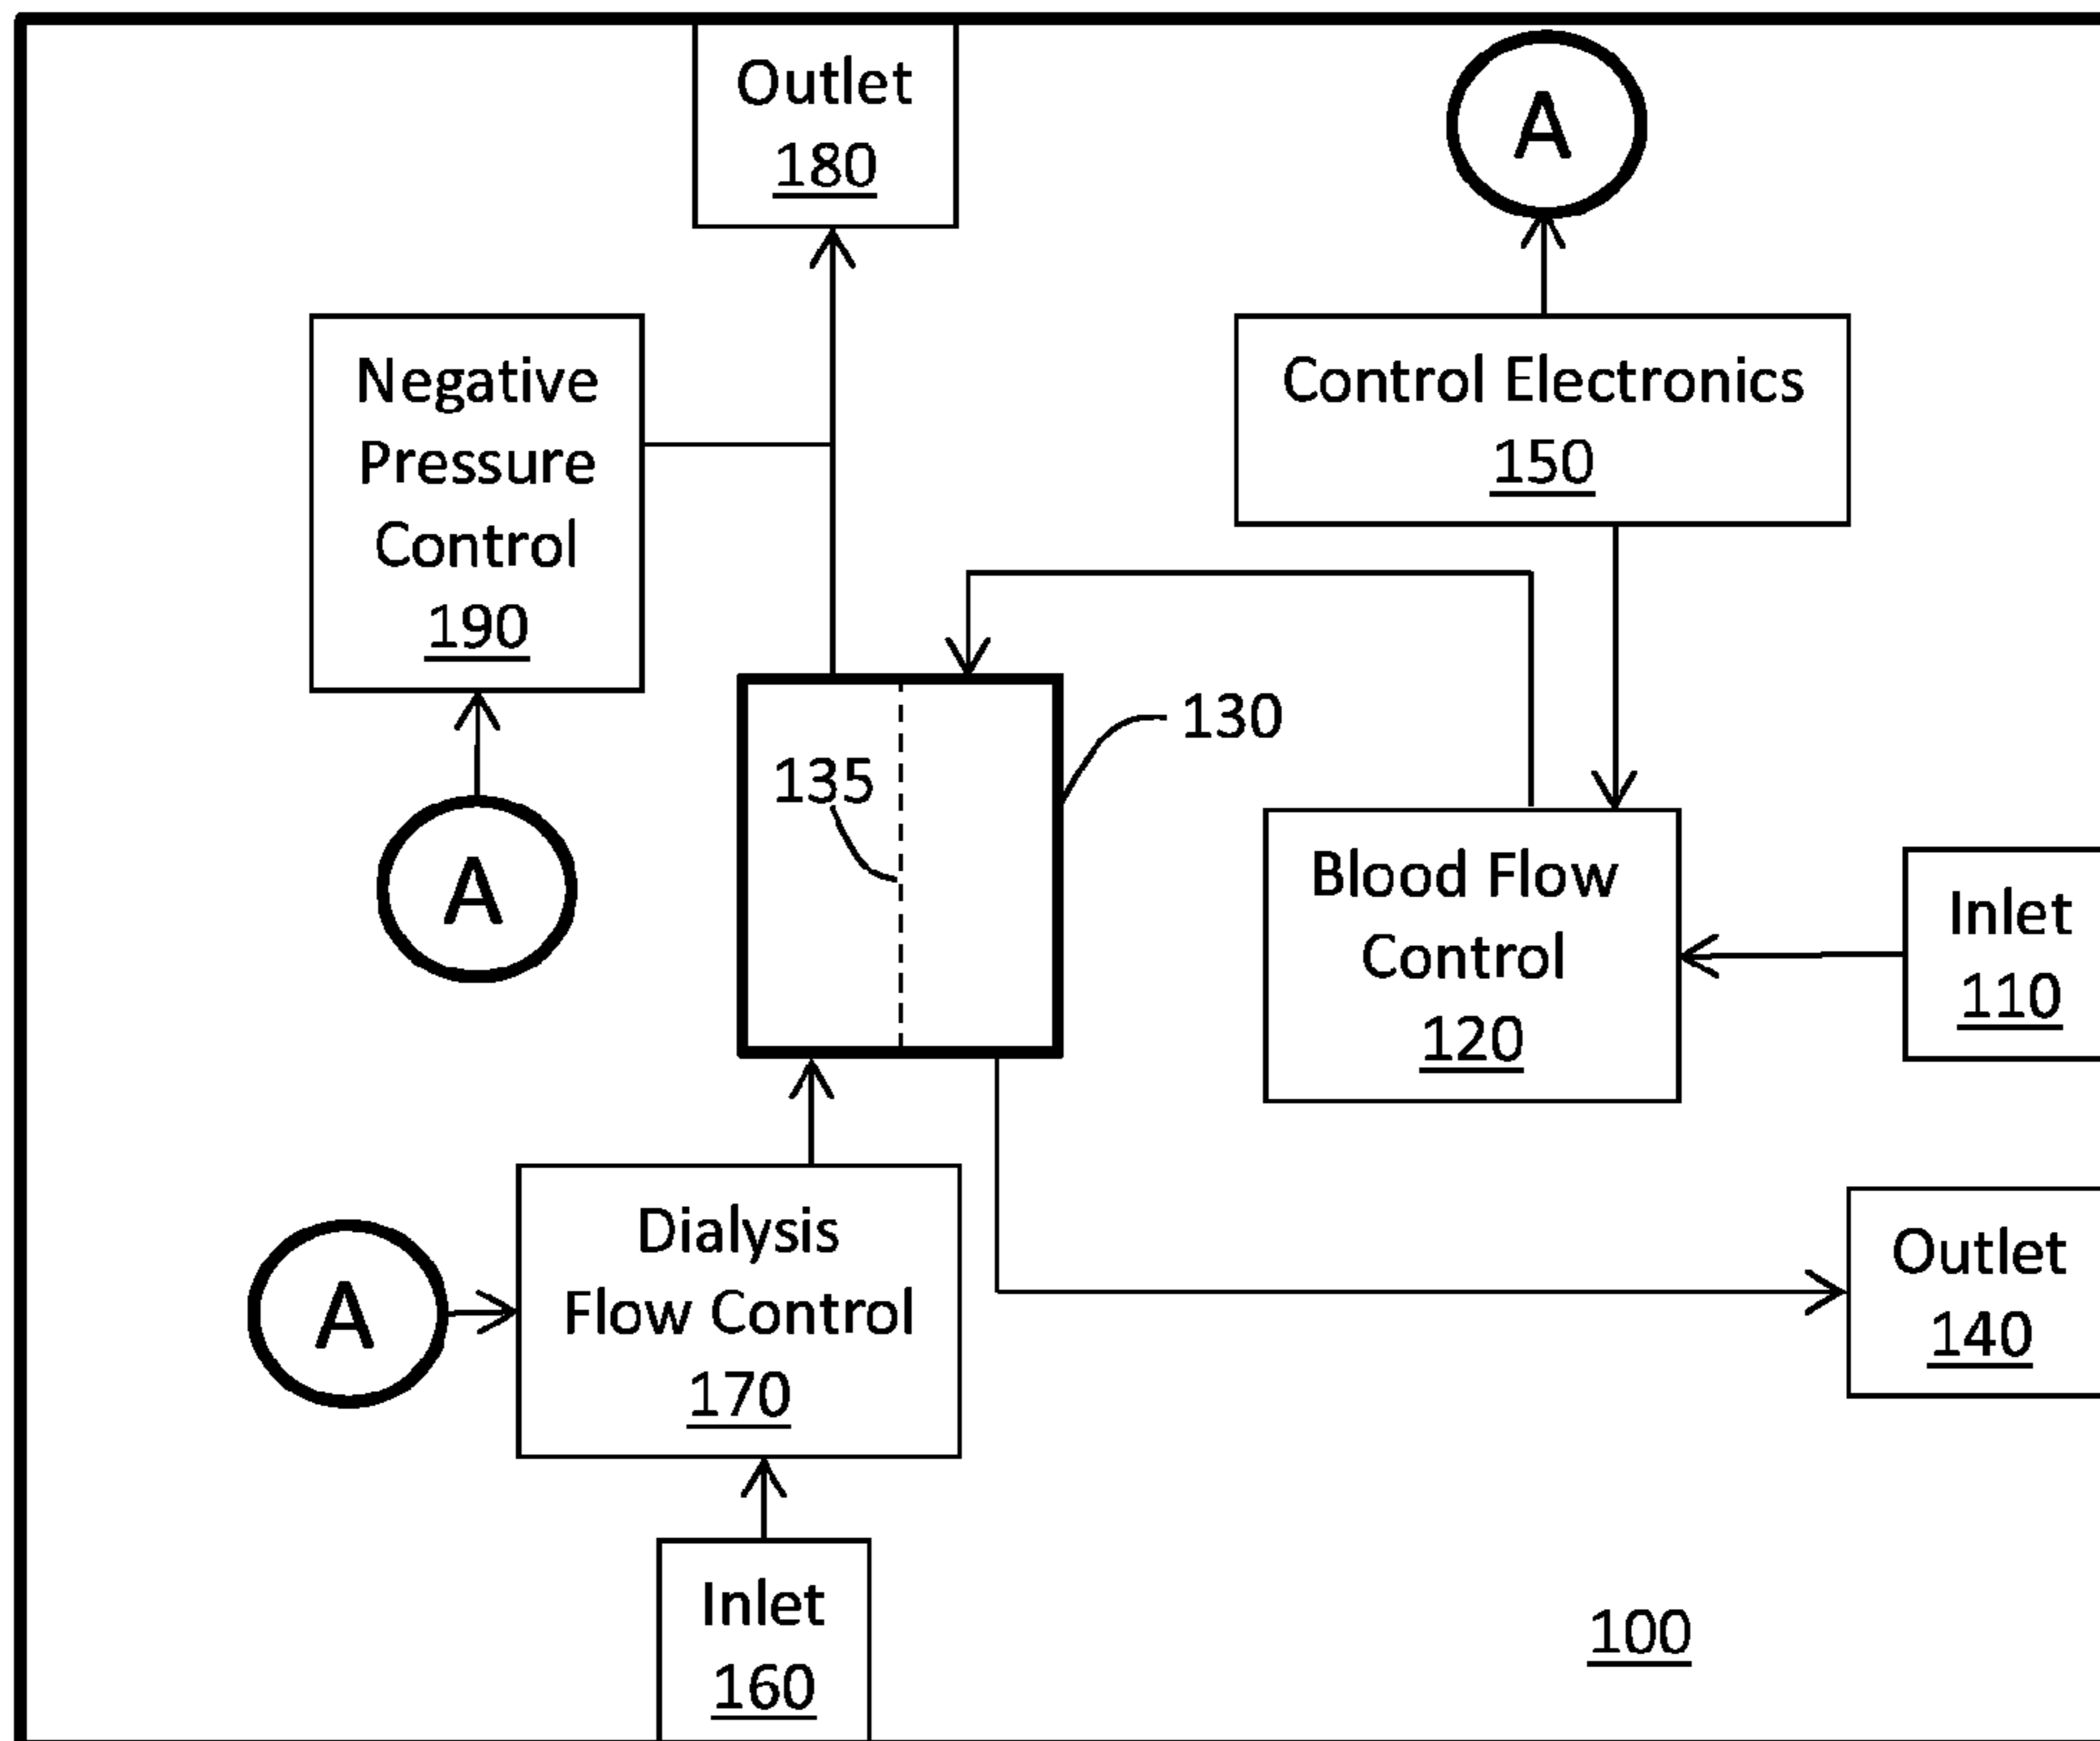 Outlet
180
A
Negative
Pressure
Control
190
Control Electronics
150
130
135
A
Blood Flow
Control
120
Inlet
110
Dialysis
Flow Control
170
A
Outlet
140
Inlet
160
100